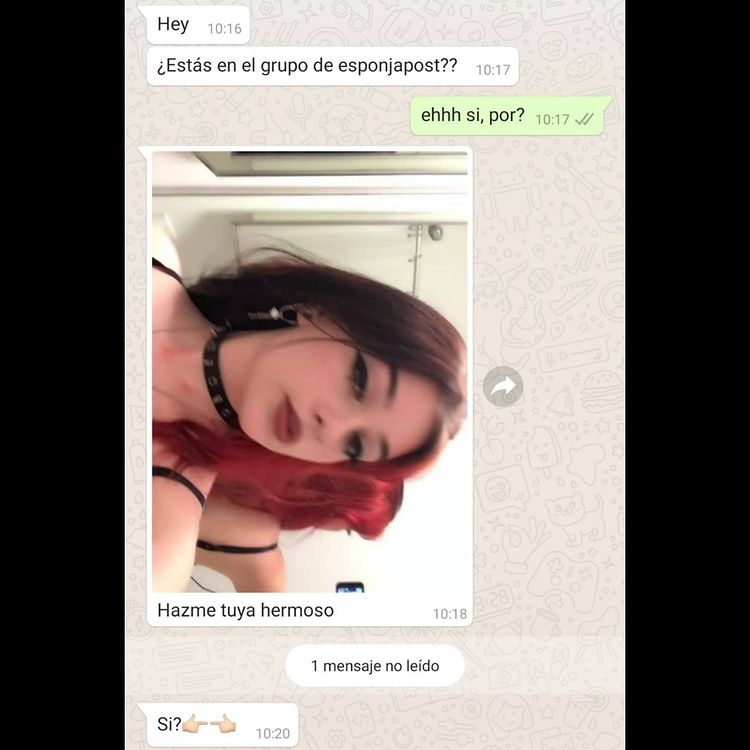 Hey 10:16
¿Estás en el grupo de esponjapost?? 10:17
ehhh si, por? 10:17
Hazme tuya hermoso 10:18
1 mensaje no leído
Si?👉🏻👈🏻 10:20